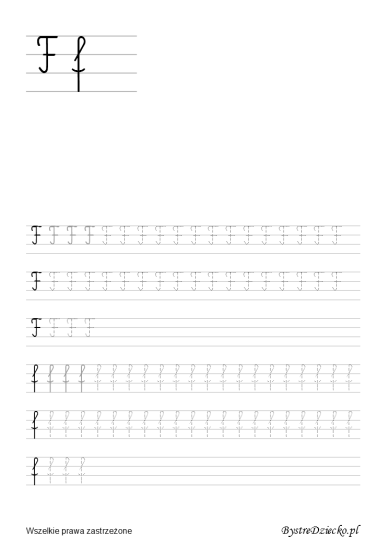 F f
F F F F F F F F F F F F F F F F F F
F F F F F F F F F F F F F F F F F F
F F F F
f f f f f f f f f f f f f f f f f f f f f
f f f f f f f f f f f f f f f f f f f f f
f f f f
Wszelkie prawa zastrzeżone BystreDziecko.pl